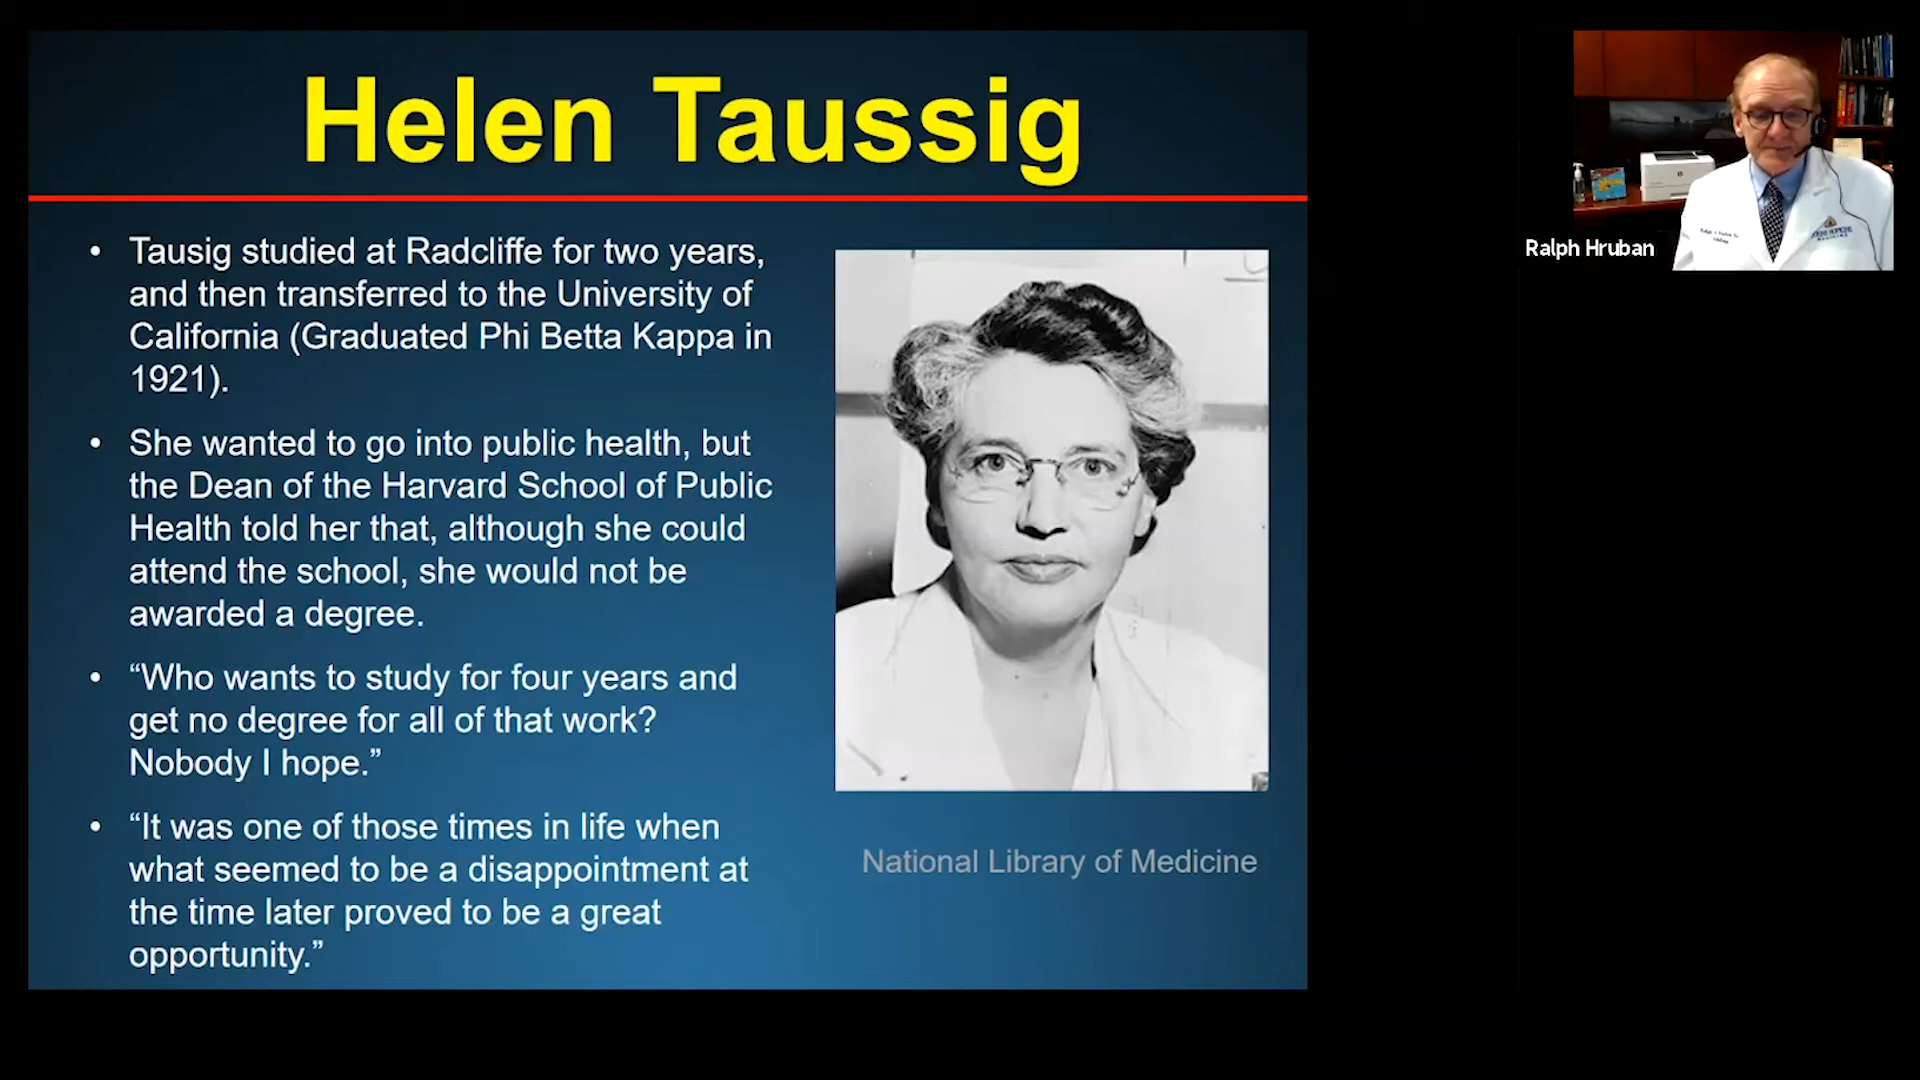 Helen Taussig
• Tausig studied at Radcliffe for two years,
and then transferred to the University of
California (Graduated Phi Betta Kappa in
1921).
• She wanted to go into public health, but
the Dean of the Harvard School of Public
Health told her that, although she could
attend the school, she would not be
awarded a degree.
• “Who wants to study for four years and
get no degree for all of that work?
Nobody I hope.”
• “It was one of those times in life when
what seemed to be a disappointment at
the time later proved to be a great
opportunity.”
National Library of Medicine
Ralph Hruban